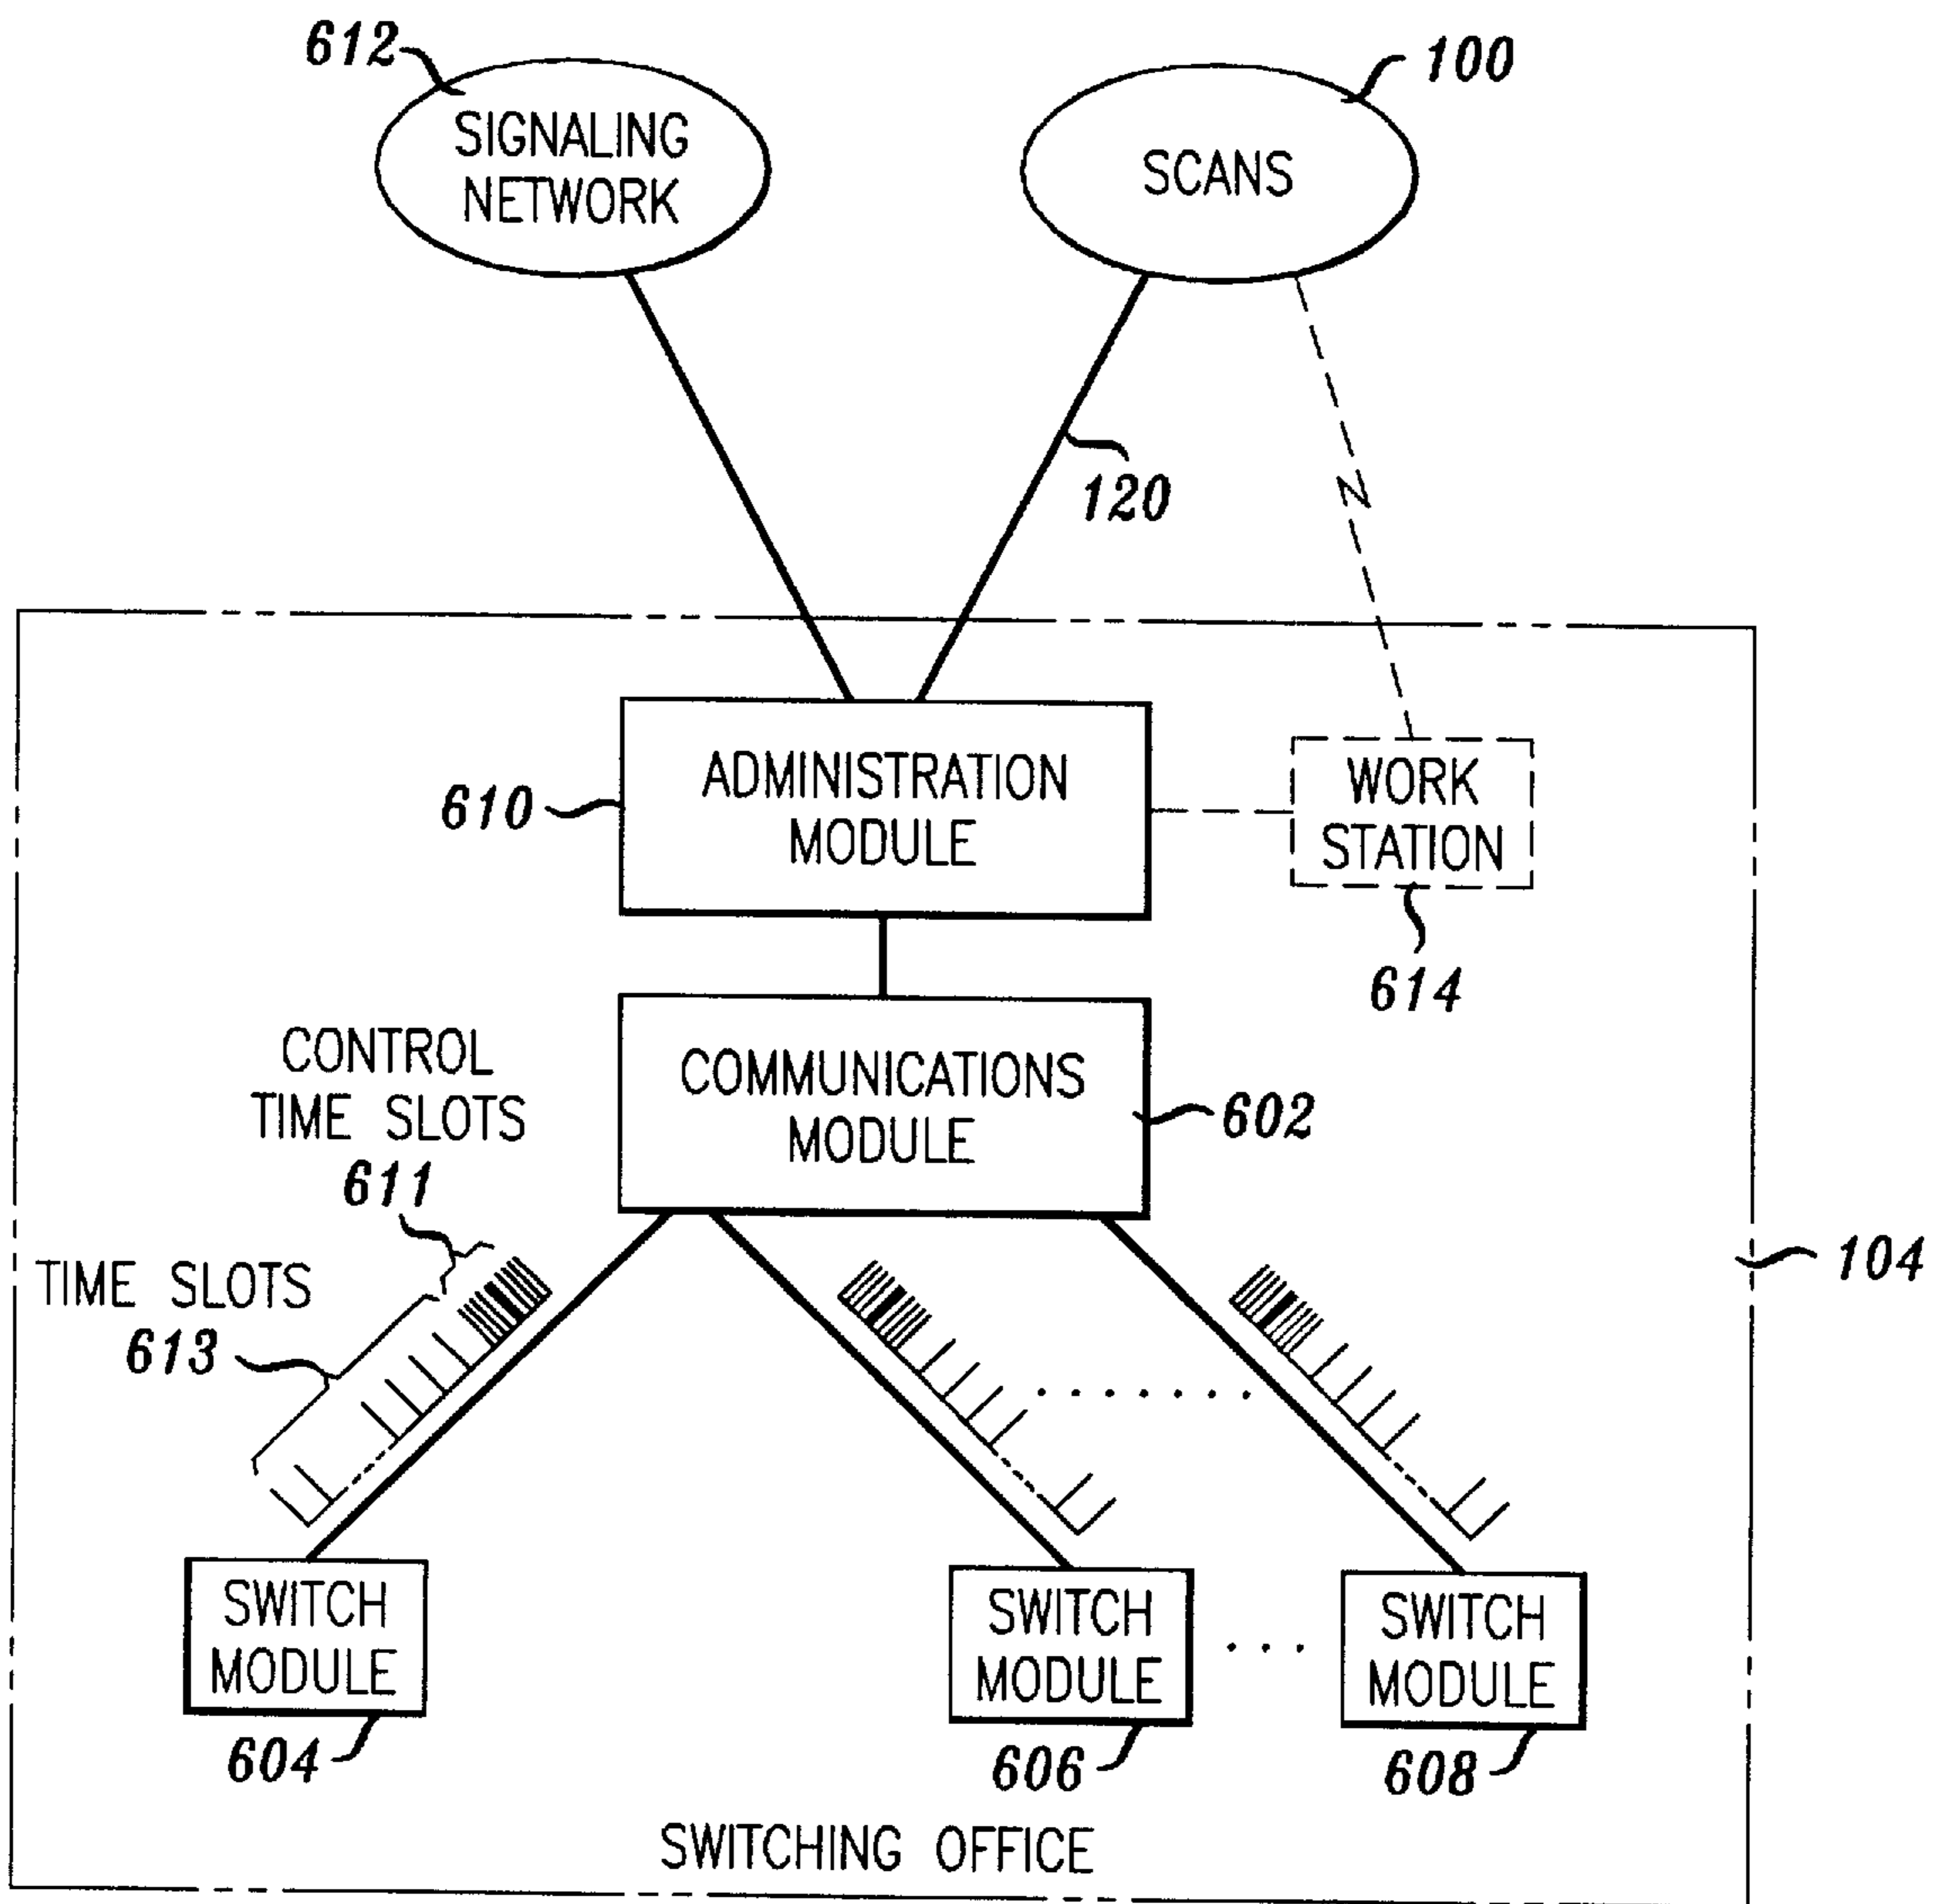 612
100
SIGNALING
NETWORK
SCANS
120
ADMINISTRATION
MODULE
610
WORK
STATION
614
CONTROL
TIME SLOTS
611
COMMUNICATIONS
MODULE
602
TIME SLOTS
613
104
SWITCH
MODULE
604
SWITCH
MODULE
606
SWITCH
MODULE
608
SWITCHING OFFICE